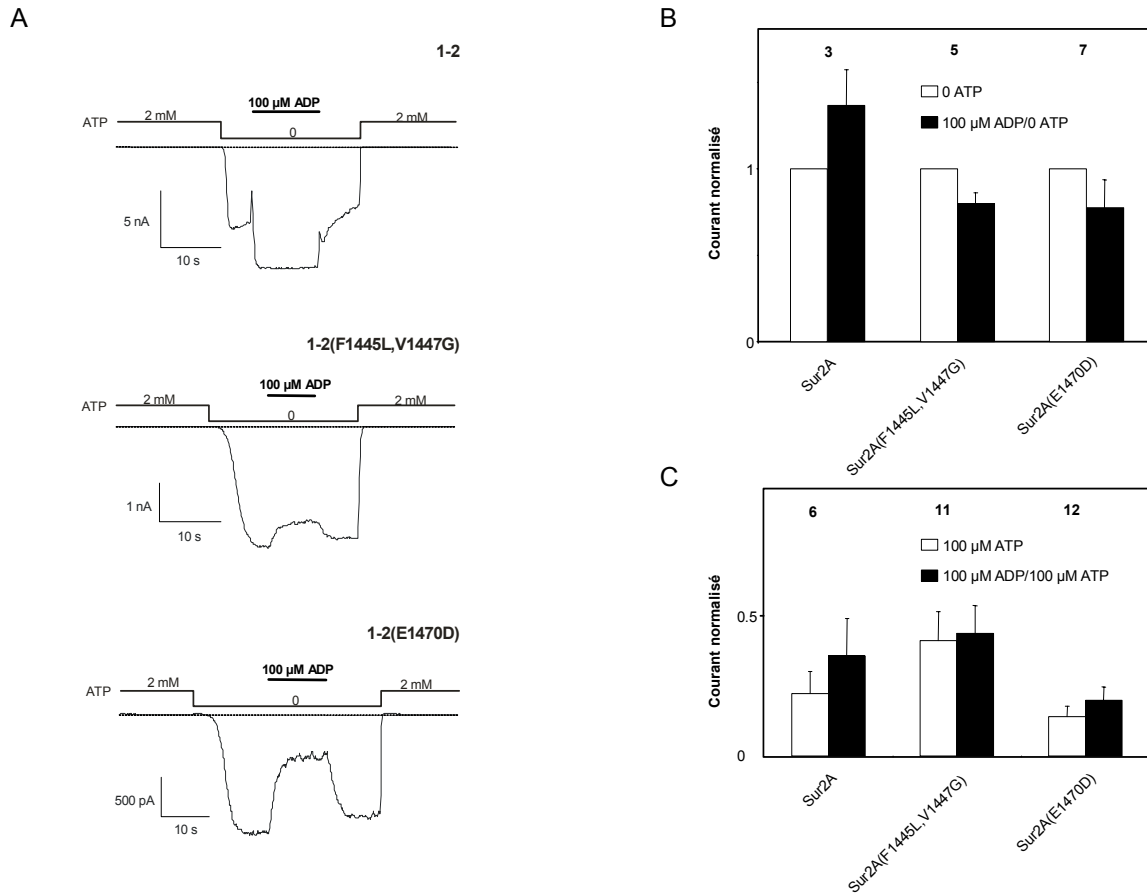 A
1-2
100 µM ADP
ATP 2 mM 0 2 mM
5 nA
10 s
1-2(F1445L,V1447G)
100 µM ADP
ATP 2 mM 0 2 mM
1 nA
10 s
1-2(E1470D)
100 µM ADP
ATP 2 mM 0 2 mM
500 pA
10 s
B
3 5 7
0 ATP
100 µM ADP/0 ATP
Courant normalisé
1
0
Sur2A
Sur2A(F1445L,V1447G)
Sur2A(E1470D)
C
6 11 12
100 µM ATP
100 µM ADP/100 µM ATP
Courant normalisé
0.5
0
Sur2A
Sur2A(F1445L,V1447G)
Sur2A(E1470D)